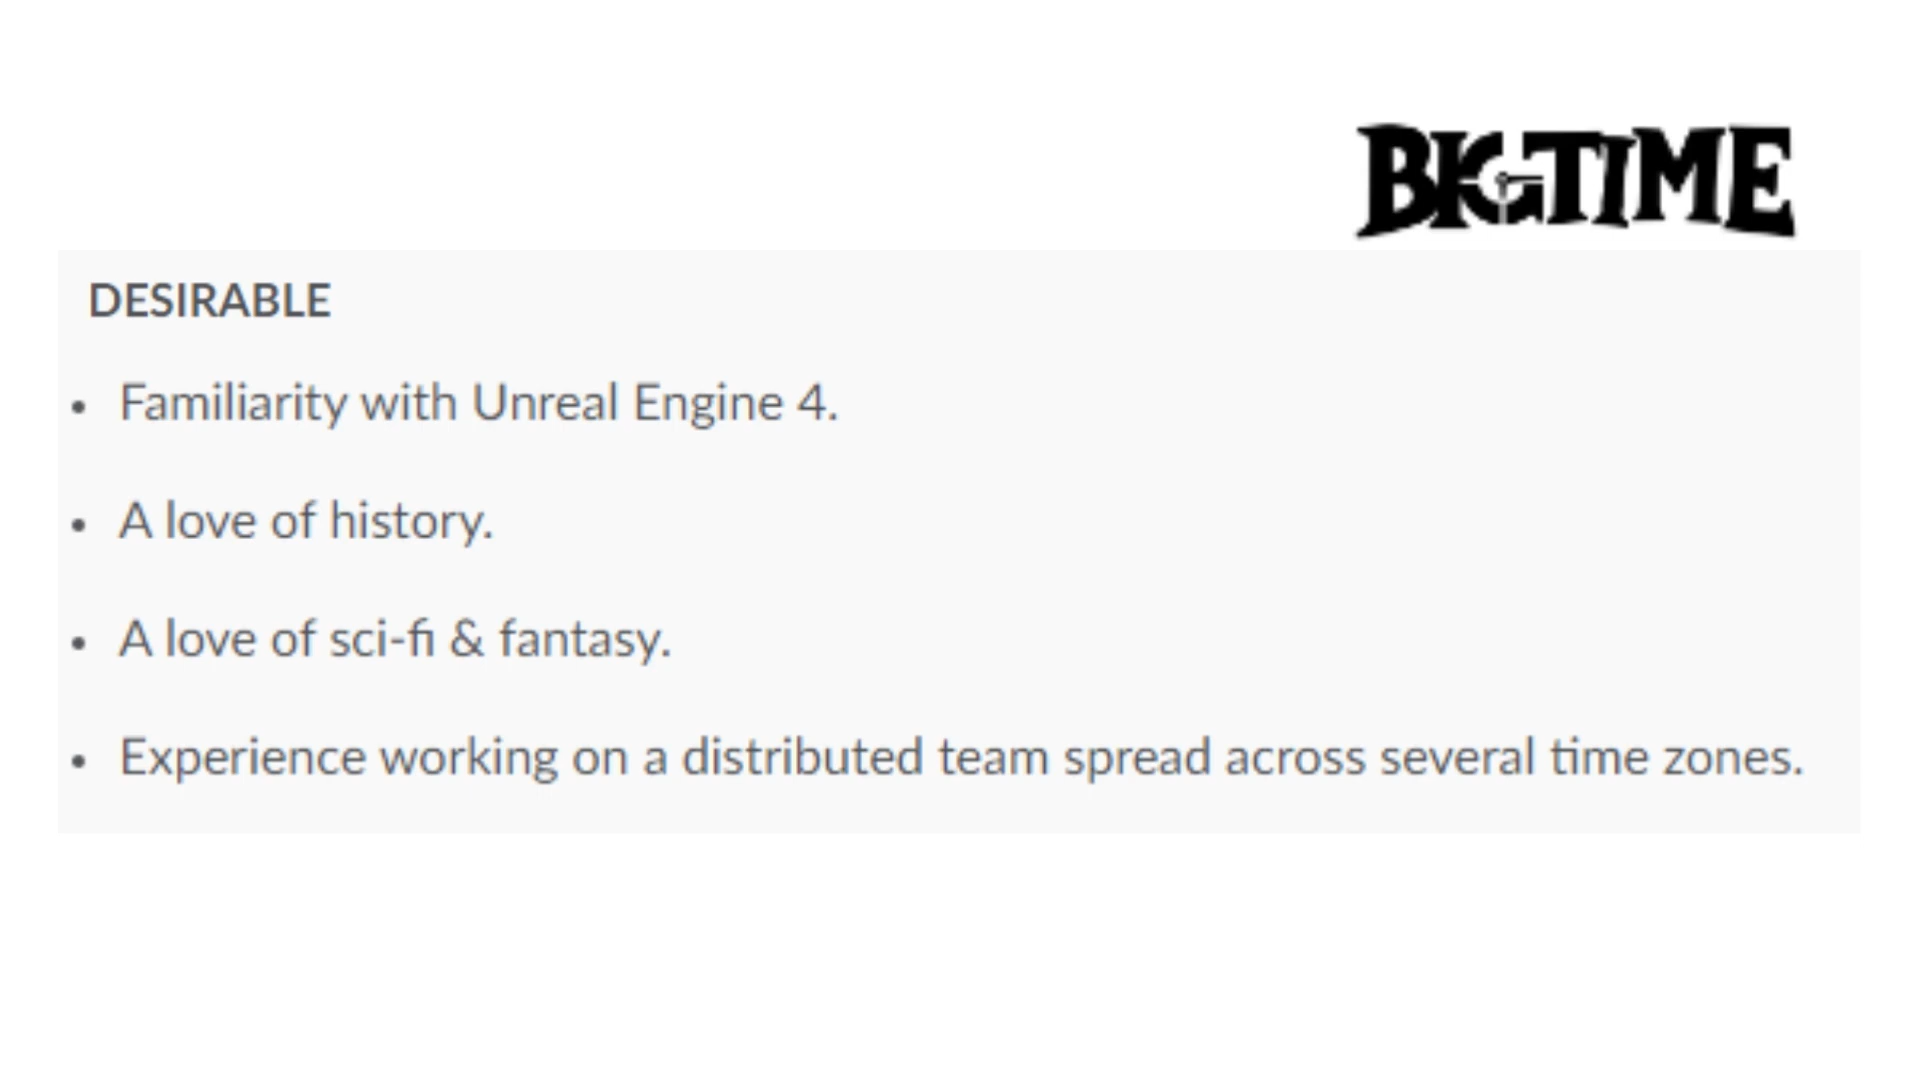 BIGTIME
DESIRABLE
• Familiarity with Unreal Engine 4.
• A love of history.
• A love of sci-fi & fantasy.
• Experience working on a distributed team spread across several time zones.